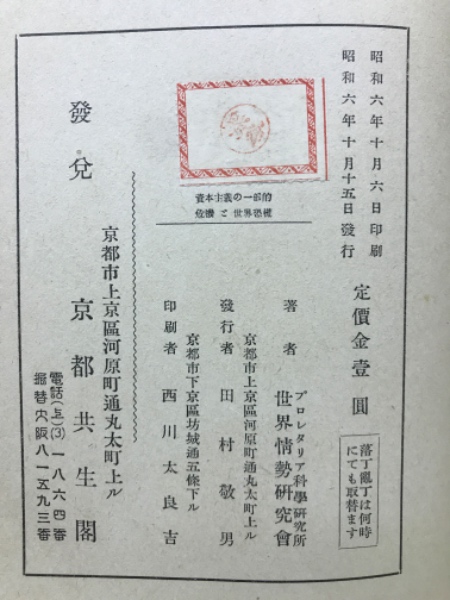 昭和六年十月六日印刷
昭和六年十月十五日發行
定價金壹圓
落丁亂丁は何時
にても取替ます
資本主義の一部的
危機と世界恐慌
著者
プロレタリア科學硏究所
世界情勢硏究會
京都市上京區河原町通丸太町上ル
發行者 田村敬男
京都市下京區坊城通五條下ル
印刷者 西川太良吉
京都市上京區河原町通丸太町上ル
發兌 京都共生閣
電話(上)(3)一八六四番
振替大阪八一五九三番